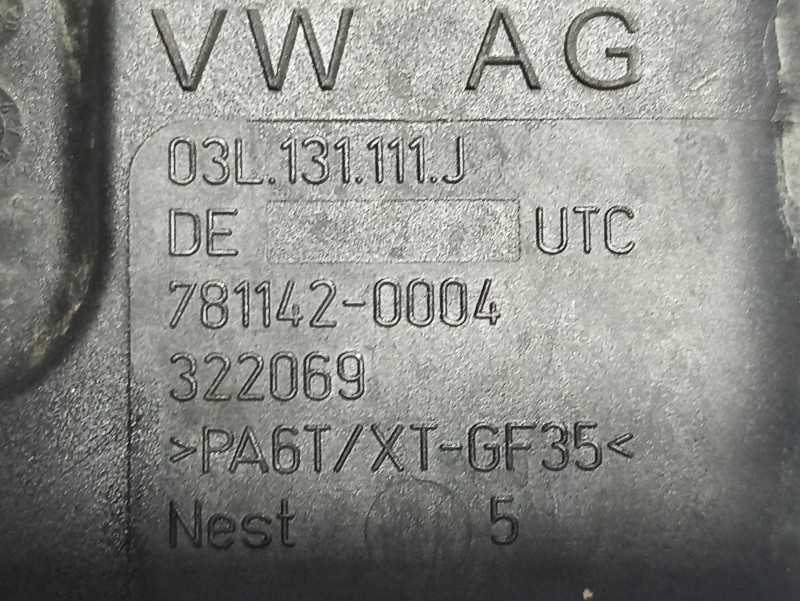 VW AG
03L.131.111.J
DE UTC
781142-0004
322069
>PA6T/XT-GF35<
Nest 5